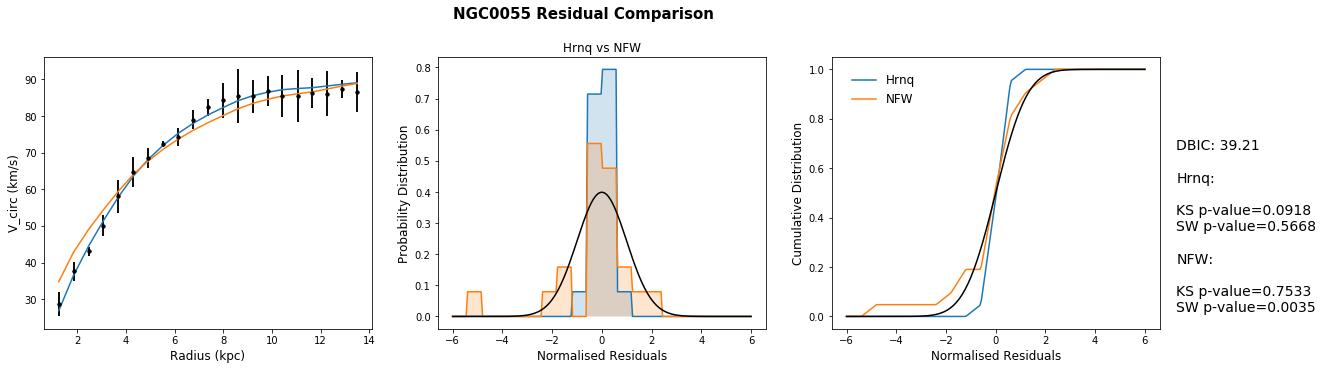 NGC0055 Residual Comparison
V_circ (km/s)
90
80
70
60
50
40
30
2
4
6
8
10
12
14
Radius (kpc)
Hrnq vs NFW
Probability Distribution
0.8
0.7
0.6
0.5
0.4
0.3
0.2
0.1
0.0
−6
−4
−2
0
2
4
6
Normalised Residuals
Cumulative Distribution
1.0
0.8
0.6
0.4
0.2
0.0
−6
−4
−2
0
2
4
6
Normalised Residuals
Hrnq
NFW
DBIC: 39.21
Hrnq:
KS p-value=0.0918
SW p-value=0.5668
NFW:
KS p-value=0.7533
SW p-value=0.0035